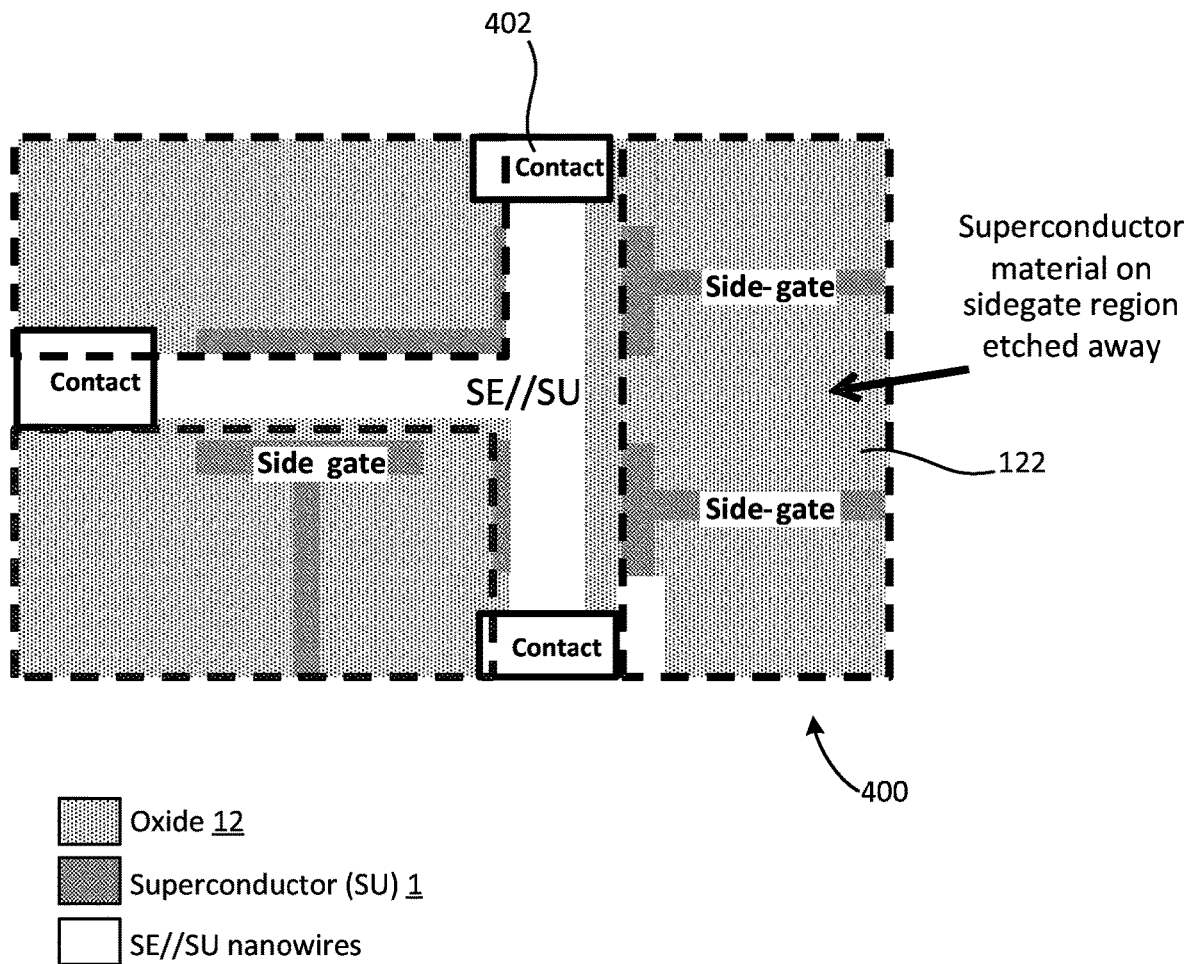 402
Contact
Superconductor
material on
sidegate region
etched away
Side-gate
Contact
SE//SU
Side gate
122
Side-gate
Contact
400
Oxide 12
Superconductor (SU) 1
SE//SU nanowires